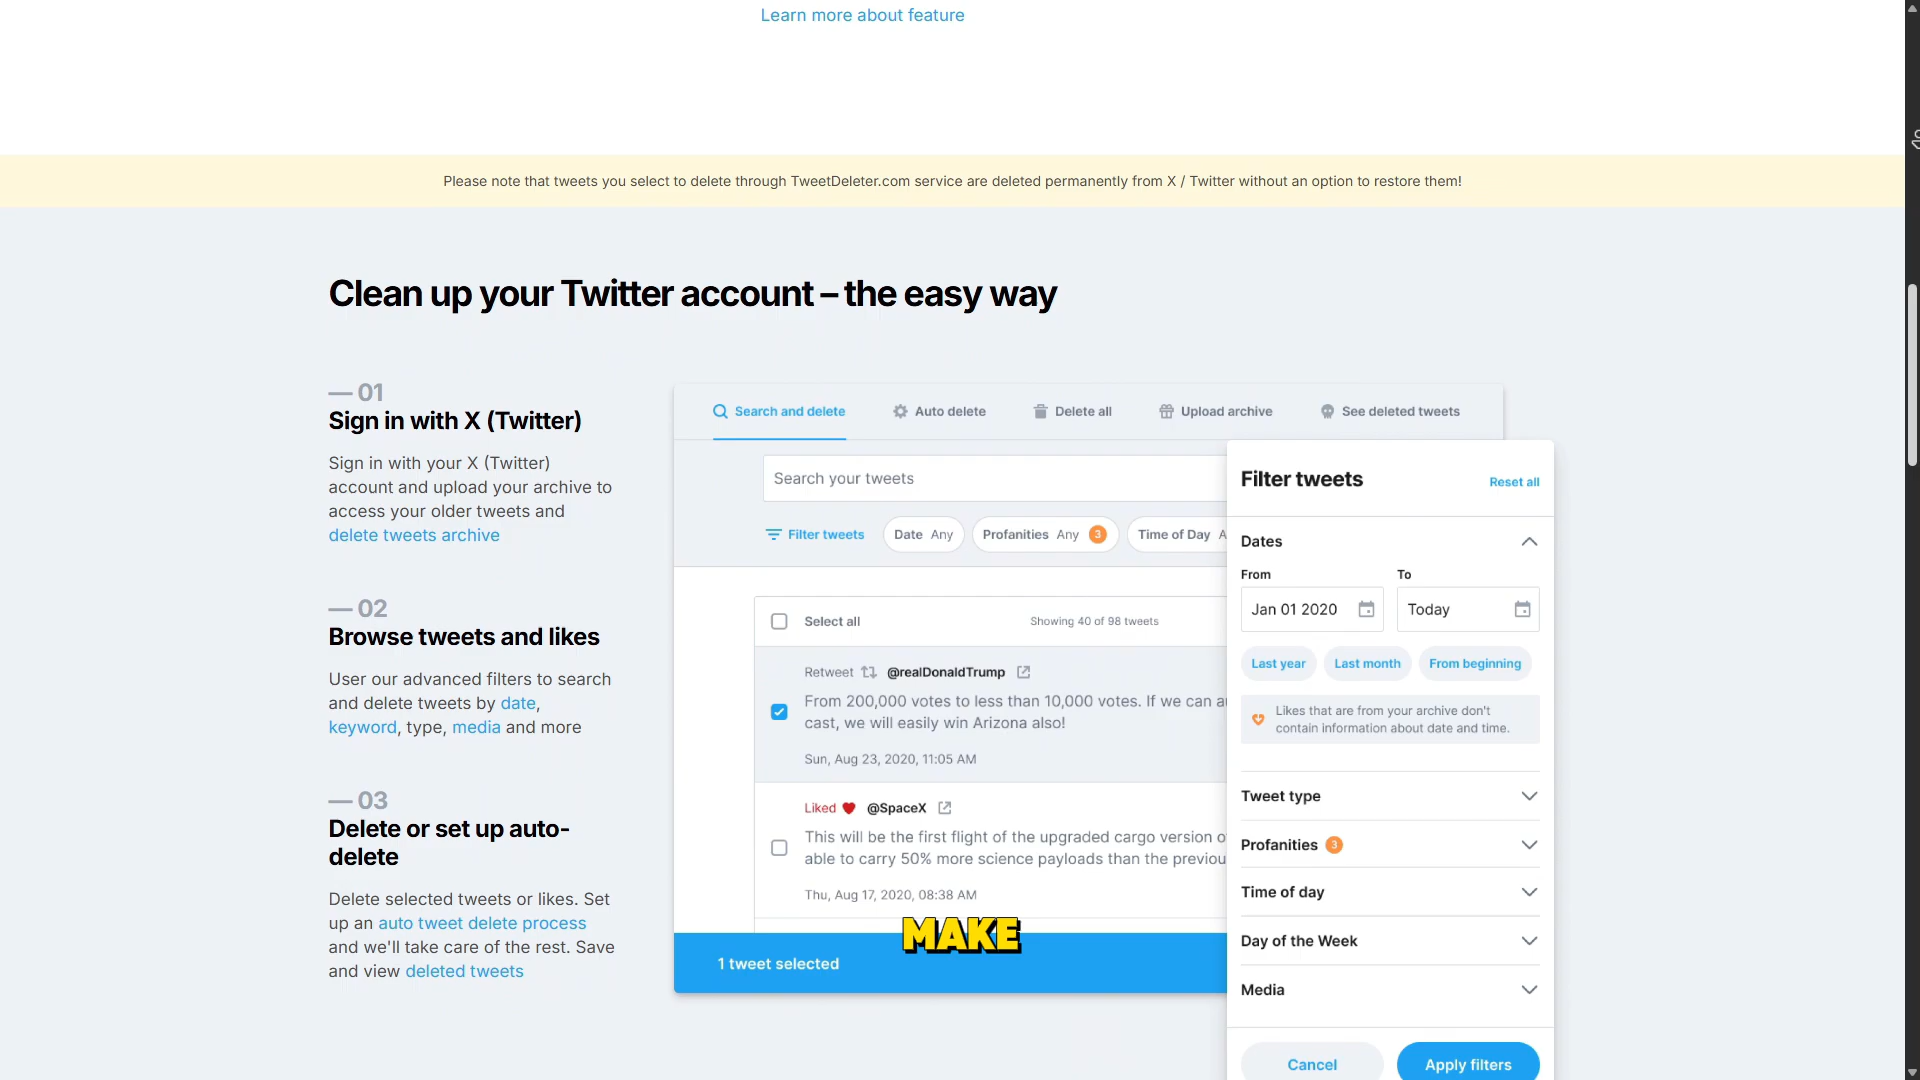 Learn more about feature
Please note that tweets you select to delete through TweetDeleter.com service are deleted permanently from X / Twitter without an option to restore them!
Clean up your Twitter account – the easy way
— 01
Sign in with X (Twitter)
Sign in with your X (Twitter)
account and upload your archive to
access your older tweets and
delete tweets archive
— 02
Browse tweets and likes
User our advanced filters to search
and delete tweets by date,
keyword, type, media and more
— 03
Delete or set up auto-
delete
Delete selected tweets or likes. Set
up an auto tweet delete process
and we'll take care of the rest. Save
and view deleted tweets
Search and delete Auto delete Delete all Upload archive See deleted tweets
Search your tweets
Filter tweets Date Any Profanities Any 3 Time of Day
Select all Showing 40 of 98 tweets
Retweet @realDonaldTrump
From 200,000 votes to less than 10,000 votes. If we can
cast, we will easily win Arizona also!
Sun, Aug 23, 2020, 11:05 AM
Liked @SpaceX
This will be the first flight of the upgraded cargo version
able to carry 50% more science payloads than the
Thu, Aug 17, 2020, 08:38 AM
MAKE
1 tweet selected
Filter tweets Reset all
Dates
From To
Jan 01 2020 Today
Last year Last month From beginning
Likes that are from your archive don't
contain information about date and time.
Tweet type
Profanities 3
Time of day
Day of the Week
Media
Cancel Apply filters